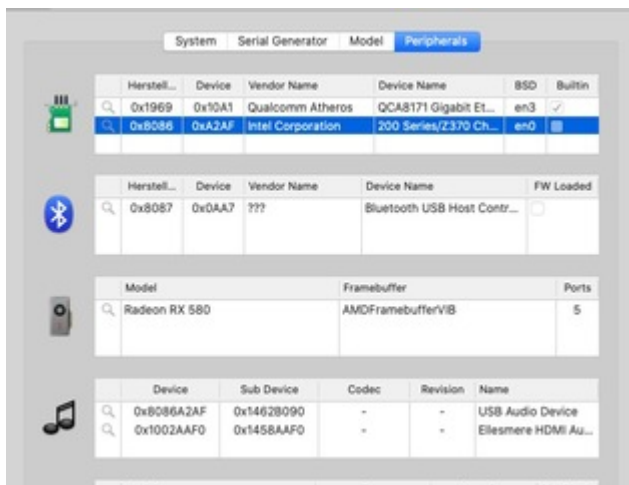 System Serial Generator Model Peripherals
Herstell... Device Vendor Name Device Name BSD Builtin
0x1969 0x10A1 Qualcomm Atheros QCA8171 Gigabit Et... en3
0x8086 0xA2AF Intel Corporation 200 Series/Z370 Ch... en0
Herstell... Device Vendor Name Device Name FW Loaded
0x8087 0x0AA7 ??? Bluetooth USB Host Contr...
Model Framebuffer Ports
Radeon RX 580 AMDFramebufferVIB 5
Device Sub Device Codec Revision Name
0x8086A2AF 0x1462B090 - - USB Audio Device
0x1002AAF0 0x1458AAF0 - - Ellesmere HDMI Au...